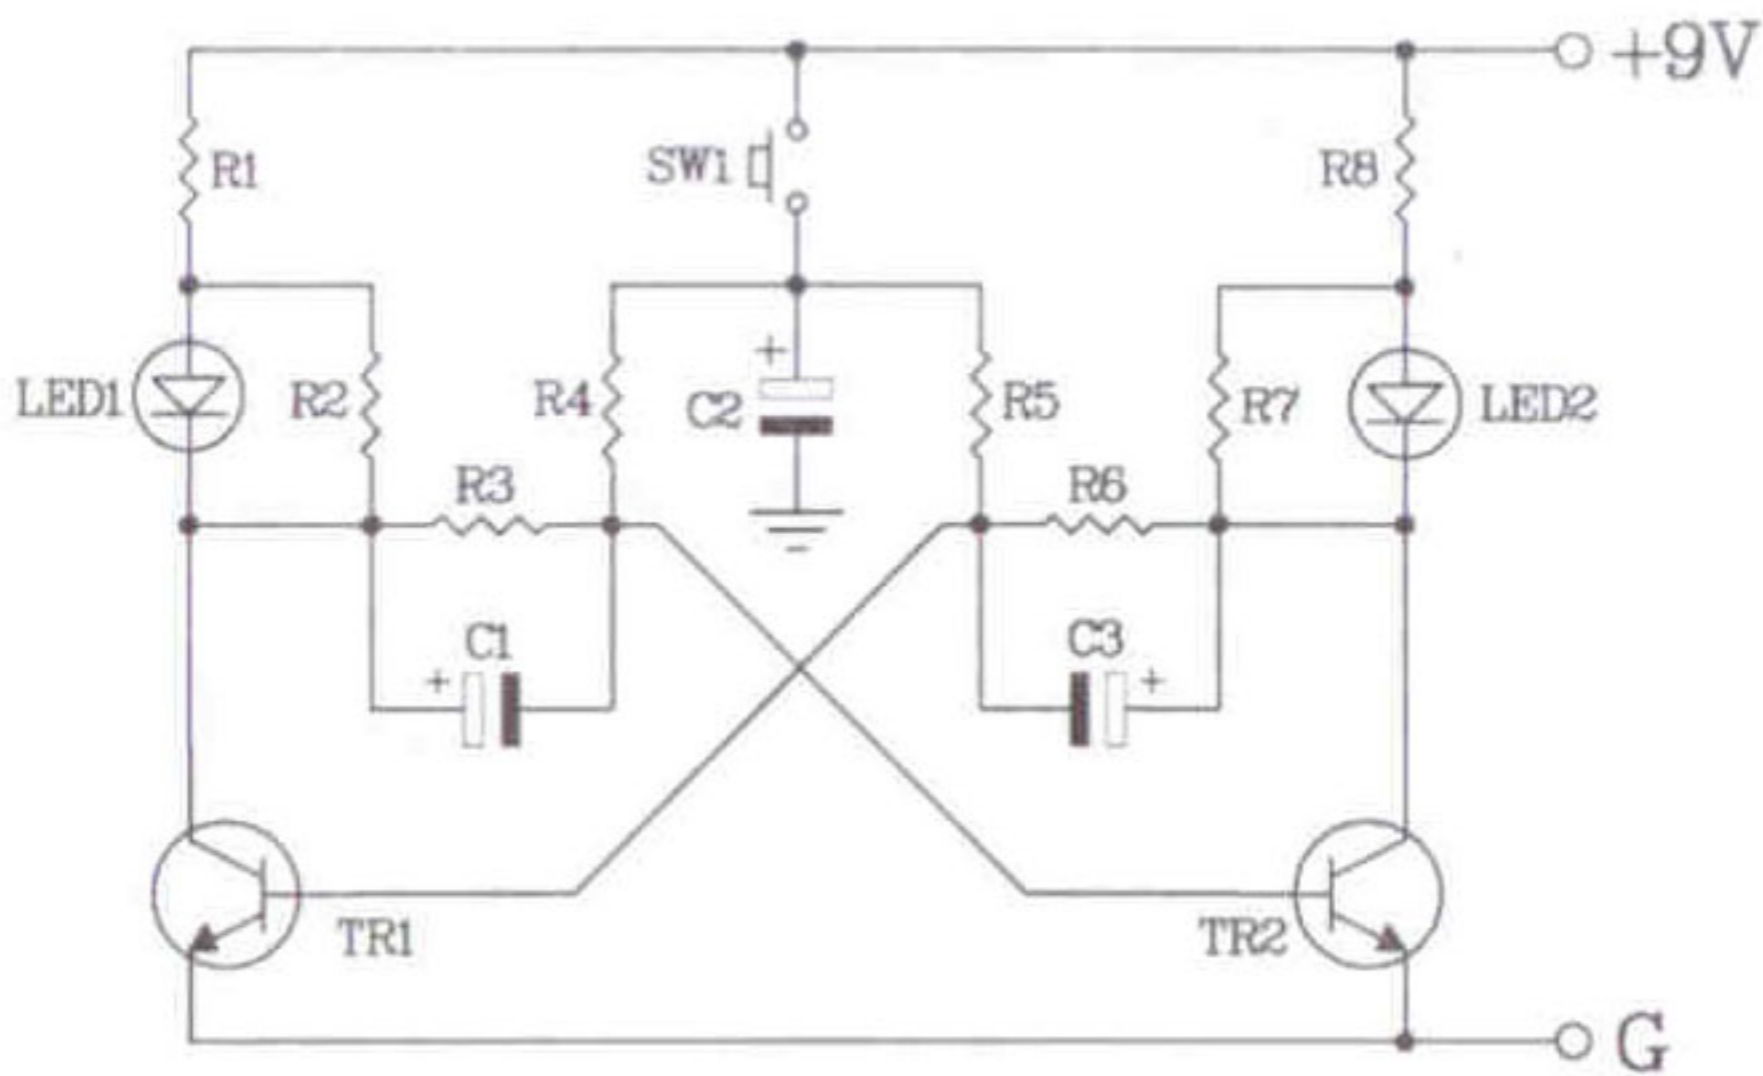 +9V
R1
SW1
R8
+
LED1
R2
R4
C2
R5
R7
LED2
R3
R6
C1
C3
+
+
TR1
TR2
G